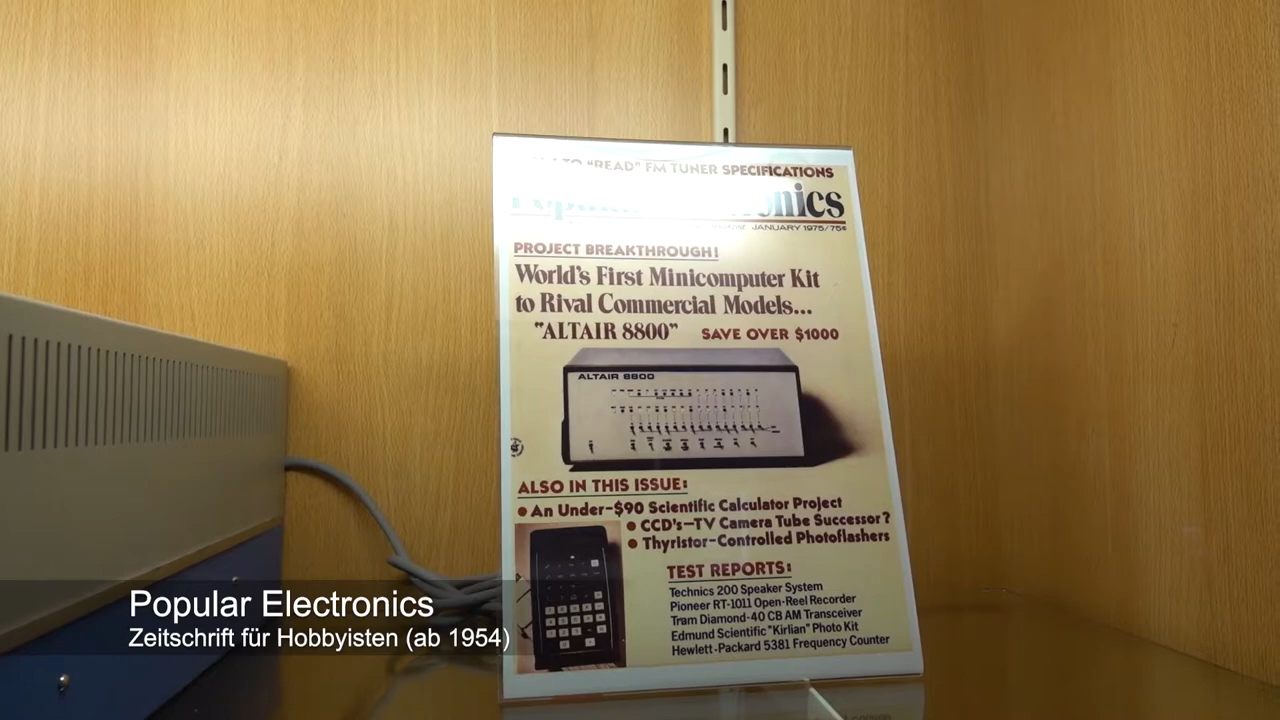 TO "READ" FM TUNER SPECIFICATIONS
JANUARY 1975/75¢
PROJECT BREAKTHROUGH!
World's First Minicomputer Kit
to Rival Commercial Models...
"ALTAIR 8800" SAVE OVER $1000
ALTAIR 8800
ALSO IN THIS ISSUE:
• An Under-$90 Scientific Calculator Project
• CCD's—TV Camera Tube Successor?
• Thyristor-Controlled Photoflashers
TEST REPORTS:
Technics 200 Speaker System
Pioneer RT-1011 Open-Reel Recorder
Tram Diamond-40 CB AM Transceiver
Edmund Scientific "Kirlian" Photo Kit
Hewlett-Packard 5381 Frequency Counter
Popular Electronics
Zeitschrift für Hobbyisten (ab 1954)